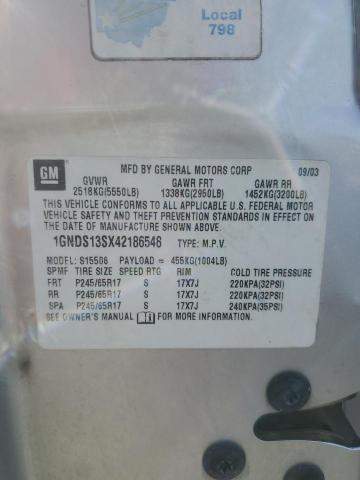 Local
798
GM
MFD BY GENERAL MOTORS CORP 09/03
GVWR GAWR FRT GAWR RR
2518KG(5550LB) 1338KG(2950LB) 1452KG(3200LB)
THIS VEHICLE CONFORMS TO ALL APPLICABLE U.S. FEDERAL MOTOR
VEHICLE SAFETY AND THEFT PREVENTION STANDARDS IN EFFECT ON
THE DATE OF MANUFACTURE SHOWN ABOVE.
1GNDS13SX42186546 TYPE: M.P.V.
MODEL: S15506 PAYLOAD = 455KG(1004LB)
SPMF TIRE SIZE SPEED RTG RIM COLD TIRE PRESSURE
FRT P245/65R17 S 17X7J 220KPA(32PSI)
RR P245/65R17 S 17X7J 220KPA(32PSI)
SPA P245/65R17 S 17X7J 240KPA(35PSI)
SEE OWNER'S MANUAL FOR MORE INFORMATION.